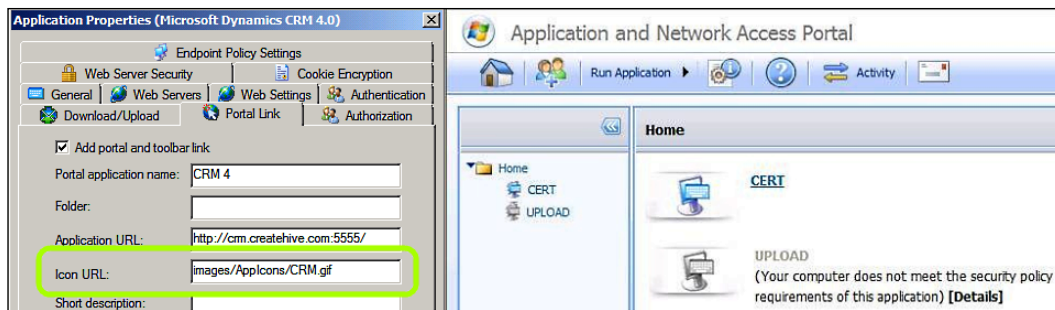 Application Properties (Microsoft Dynamics CRM 4.0)
Endpoint Policy Settings
Web Server Security
Cookie Encryption
General
Web Servers
Web Settings
Authentication
Download/Upload
Portal Link
Authorization
Add portal and toolbar link
Portal application name: CRM 4
Folder:
Application URL: http://crm.createhive.com:5555/
Icon URL: images/AppIcons/CRM.gif
Short description:
Application and Network Access Portal
Run Application
Activity
Home
Home
CERT
UPLOAD
CERT
UPLOAD
(Your computer does not meet the security policy
requirements of this application) [Details]